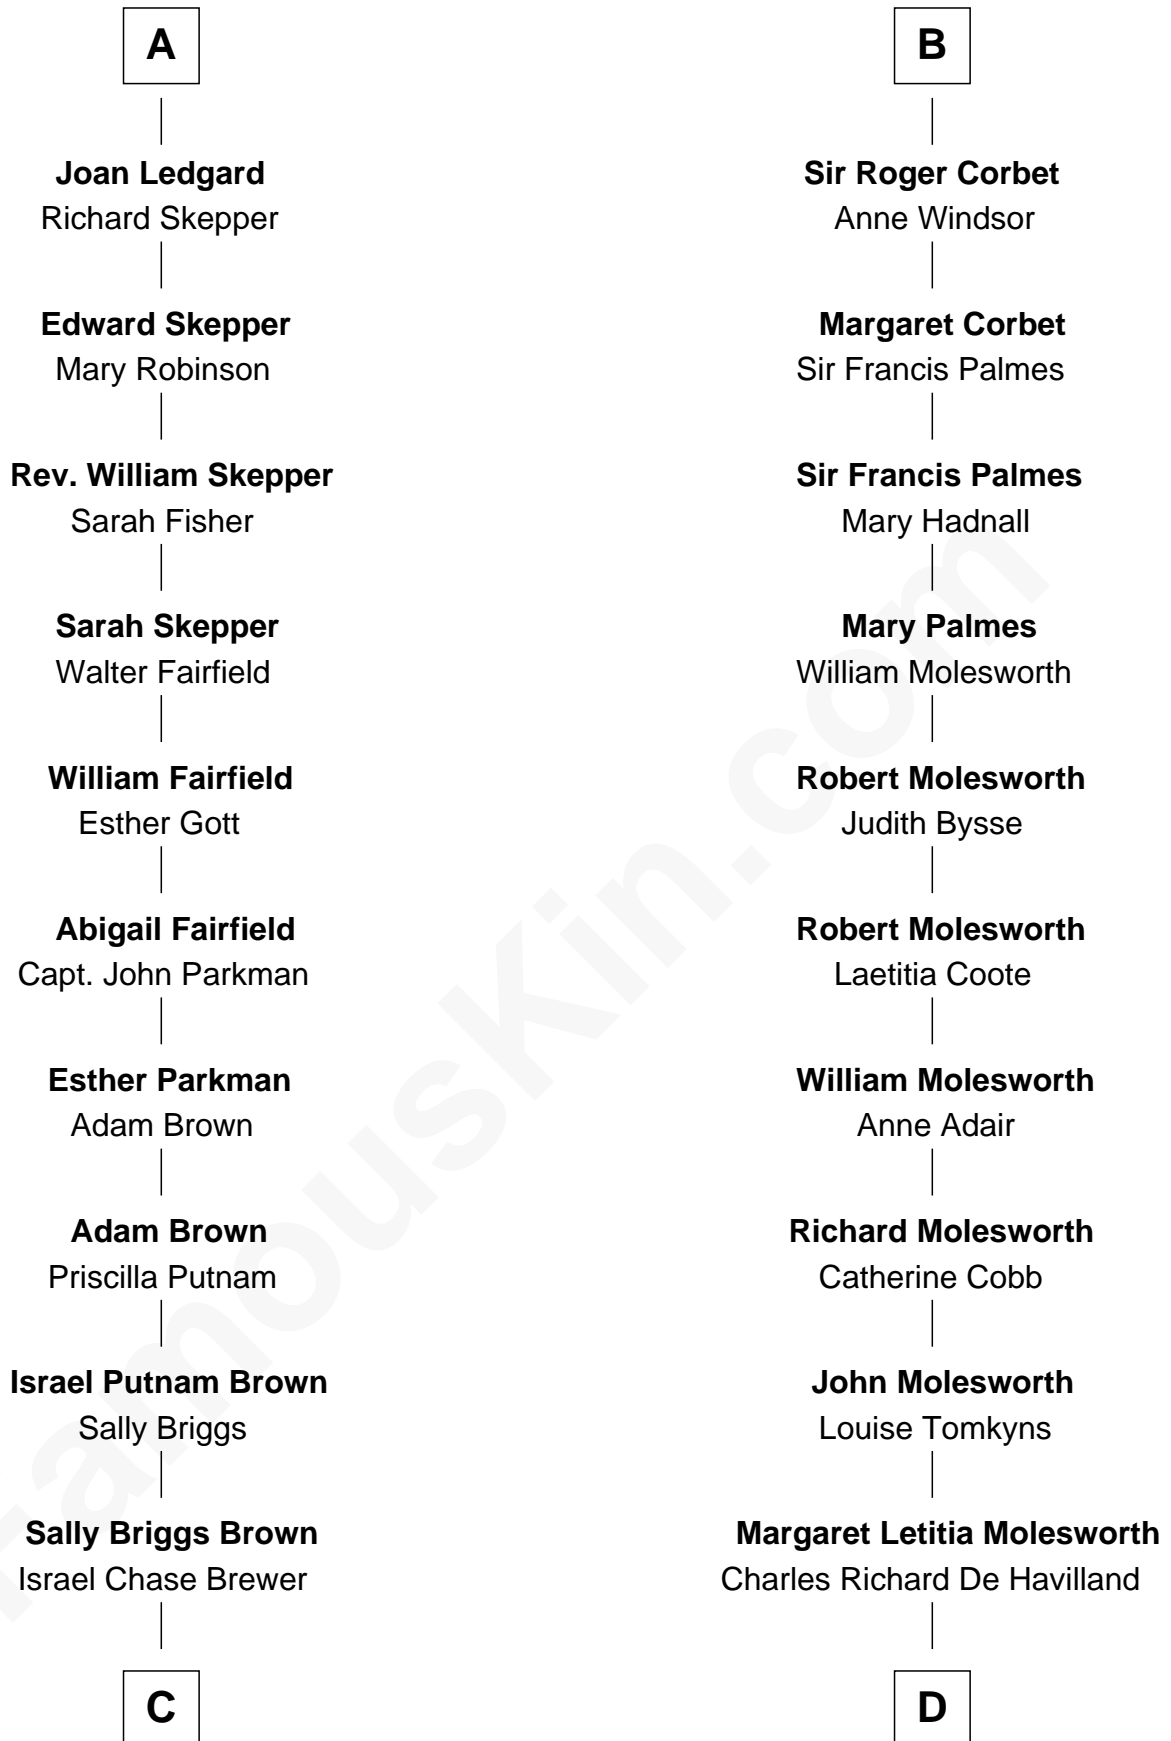 A
Joan Ledgard
Richard Skepper
Edward Skepper
Mary Robinson
Rev. William Skepper
Sarah Fisher
Sarah Skepper
Walter Fairfield
William Fairfield
Esther Gott
Abigail Fairfield
Capt. John Parkman
Esther Parkman
Adam Brown
Adam Brown
Priscilla Putnam
Israel Putnam Brown
Sally Briggs
Sally Briggs Brown
Israel Chase Brewer
C
B
Sir Roger Corbet
Anne Windsor
Margaret Corbet
Sir Francis Palmes
Sir Francis Palmes
Mary Hadnall
Mary Palmes
William Molesworth
Robert Molesworth
Judith Bysse
Robert Molesworth
Laetitia Coote
William Molesworth
Anne Adair
Richard Molesworth
Catherine Cobb
John Molesworth
Louise Tomkyns
Margaret Letitia Molesworth
Charles Richard De Havilland
D
FamousKin.com